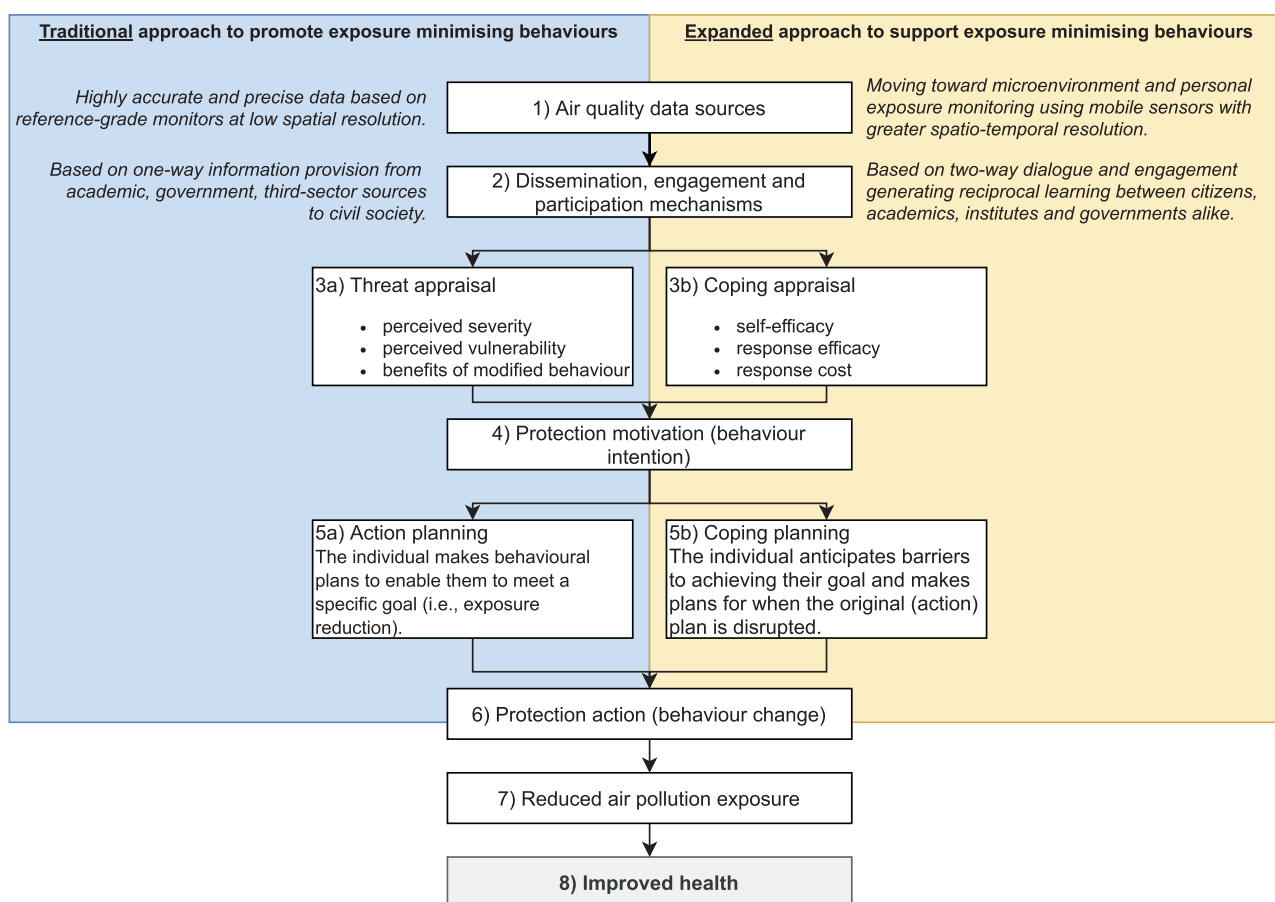 Traditional approach to promote exposure minimising behaviours
Expanded approach to support exposure minimising behaviours
Highly accurate and precise data based on
reference-grade monitors at low spatial resolution.
1) Air quality data sources
Moving toward microenvironment and personal
exposure monitoring using mobile sensors with
greater spatio-temporal resolution.
Based on one-way information provision from
academic, government, third-sector sources
to civil society.
2) Dissemination, engagement and
participation mechanisms
Based on two-way dialogue and engagement
generating reciprocal learning between citizens,
academics, institutes and governments alike.
3a) Threat appraisal
• perceived severity
• perceived vulnerability
• benefits of modified behaviour
3b) Coping appraisal
• self-efficacy
• response efficacy
• response cost
4) Protection motivation (behaviour
intention)
5a) Action planning
The individual makes behavioural
plans to enable them to meet a
specific goal (i.e., exposure
reduction).
5b) Coping planning
The individual anticipates barriers
to achieving their goal and makes
plans for when the original (action)
plan is disrupted.
6) Protection action (behaviour change)
7) Reduced air pollution exposure
8) Improved health